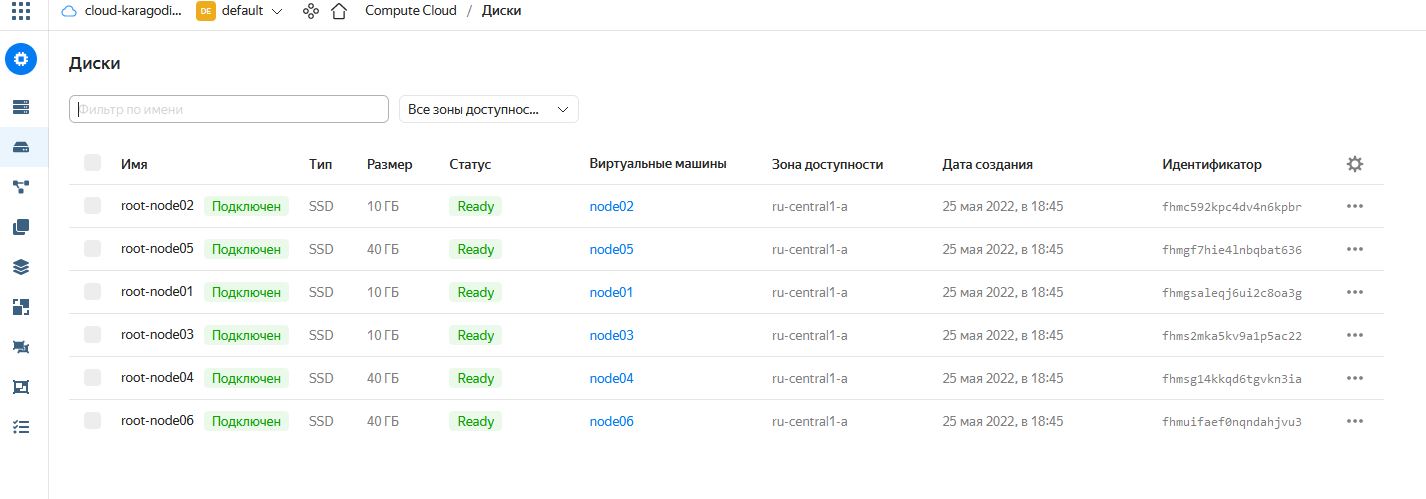 cloud-karagodi... DE default Compute Cloud / Диски
Диски
Фильтр по имени Все зоны доступнос...
Имя Тип Размер Статус Виртуальные машины Зона доступности Дата создания Идентификатор
root-node02 Подключен SSD 10 ГБ Ready node02 ru-central1-a 25 мая 2022, в 18:45 fhmc592kpc4dv4n6kpbr
root-node05 Подключен SSD 40 ГБ Ready node05 ru-central1-a 25 мая 2022, в 18:45 fhmgf7hie4lnbqbat636
root-node01 Подключен SSD 10 ГБ Ready node01 ru-central1-a 25 мая 2022, в 18:45 fhmgsaleqj6ui2c8oa3g
root-node03 Подключен SSD 10 ГБ Ready node03 ru-central1-a 25 мая 2022, в 18:45 fhms2mka5kv9a1p5ac22
root-node04 Подключен SSD 40 ГБ Ready node04 ru-central1-a 25 мая 2022, в 18:45 fhmsg14kkqd6tgvkn3ia
root-node06 Подключен SSD 40 ГБ Ready node06 ru-central1-a 25 мая 2022, в 18:45 fhmuifaef0nqndahjvu3